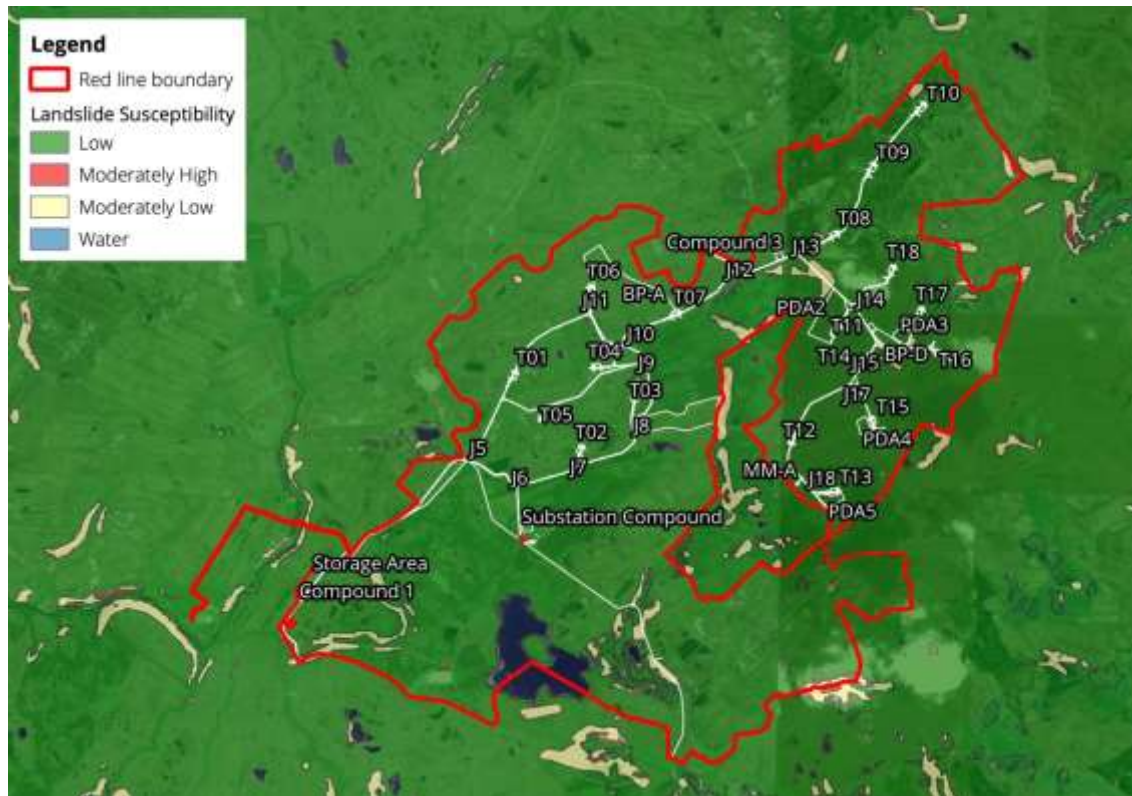 Legend
Red line boundary
Landslide Susceptibility
Low
Moderately High
Moderately Low
Water
T10
T09
T08
Compound 3
J13
T18
J12
T06
BP-A
T07
J11
PDA2
J14
T17
T11
PDA3
J10
T04
J9
T01
T14
J15
BP-D
T16
T03
J17
T05
T15
J8
T02
T12
PDA4
J5
J7
J6
MM-A
J18
T13
PDA5
Substation Compound
Storage Area
Compound 1